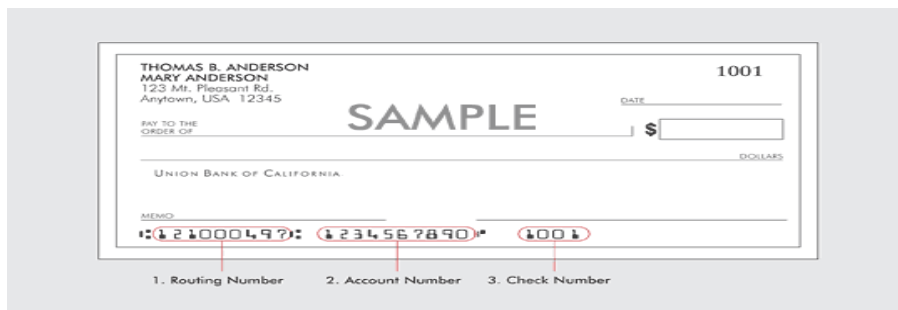 THOMAS B. ANDERSON
MARY ANDERSON
123 Mt. Pleasant Rd.
Anytown, USA 12345
1001
DATE
SAMPLE
PAY TO THE
ORDER OF
$
DOLLARS
UNION BANK OF CALIFORNIA
MEMO
⑆121000497⑆ 1234567890⑈ 1001
1. Routing Number 2. Account Number 3. Check Number